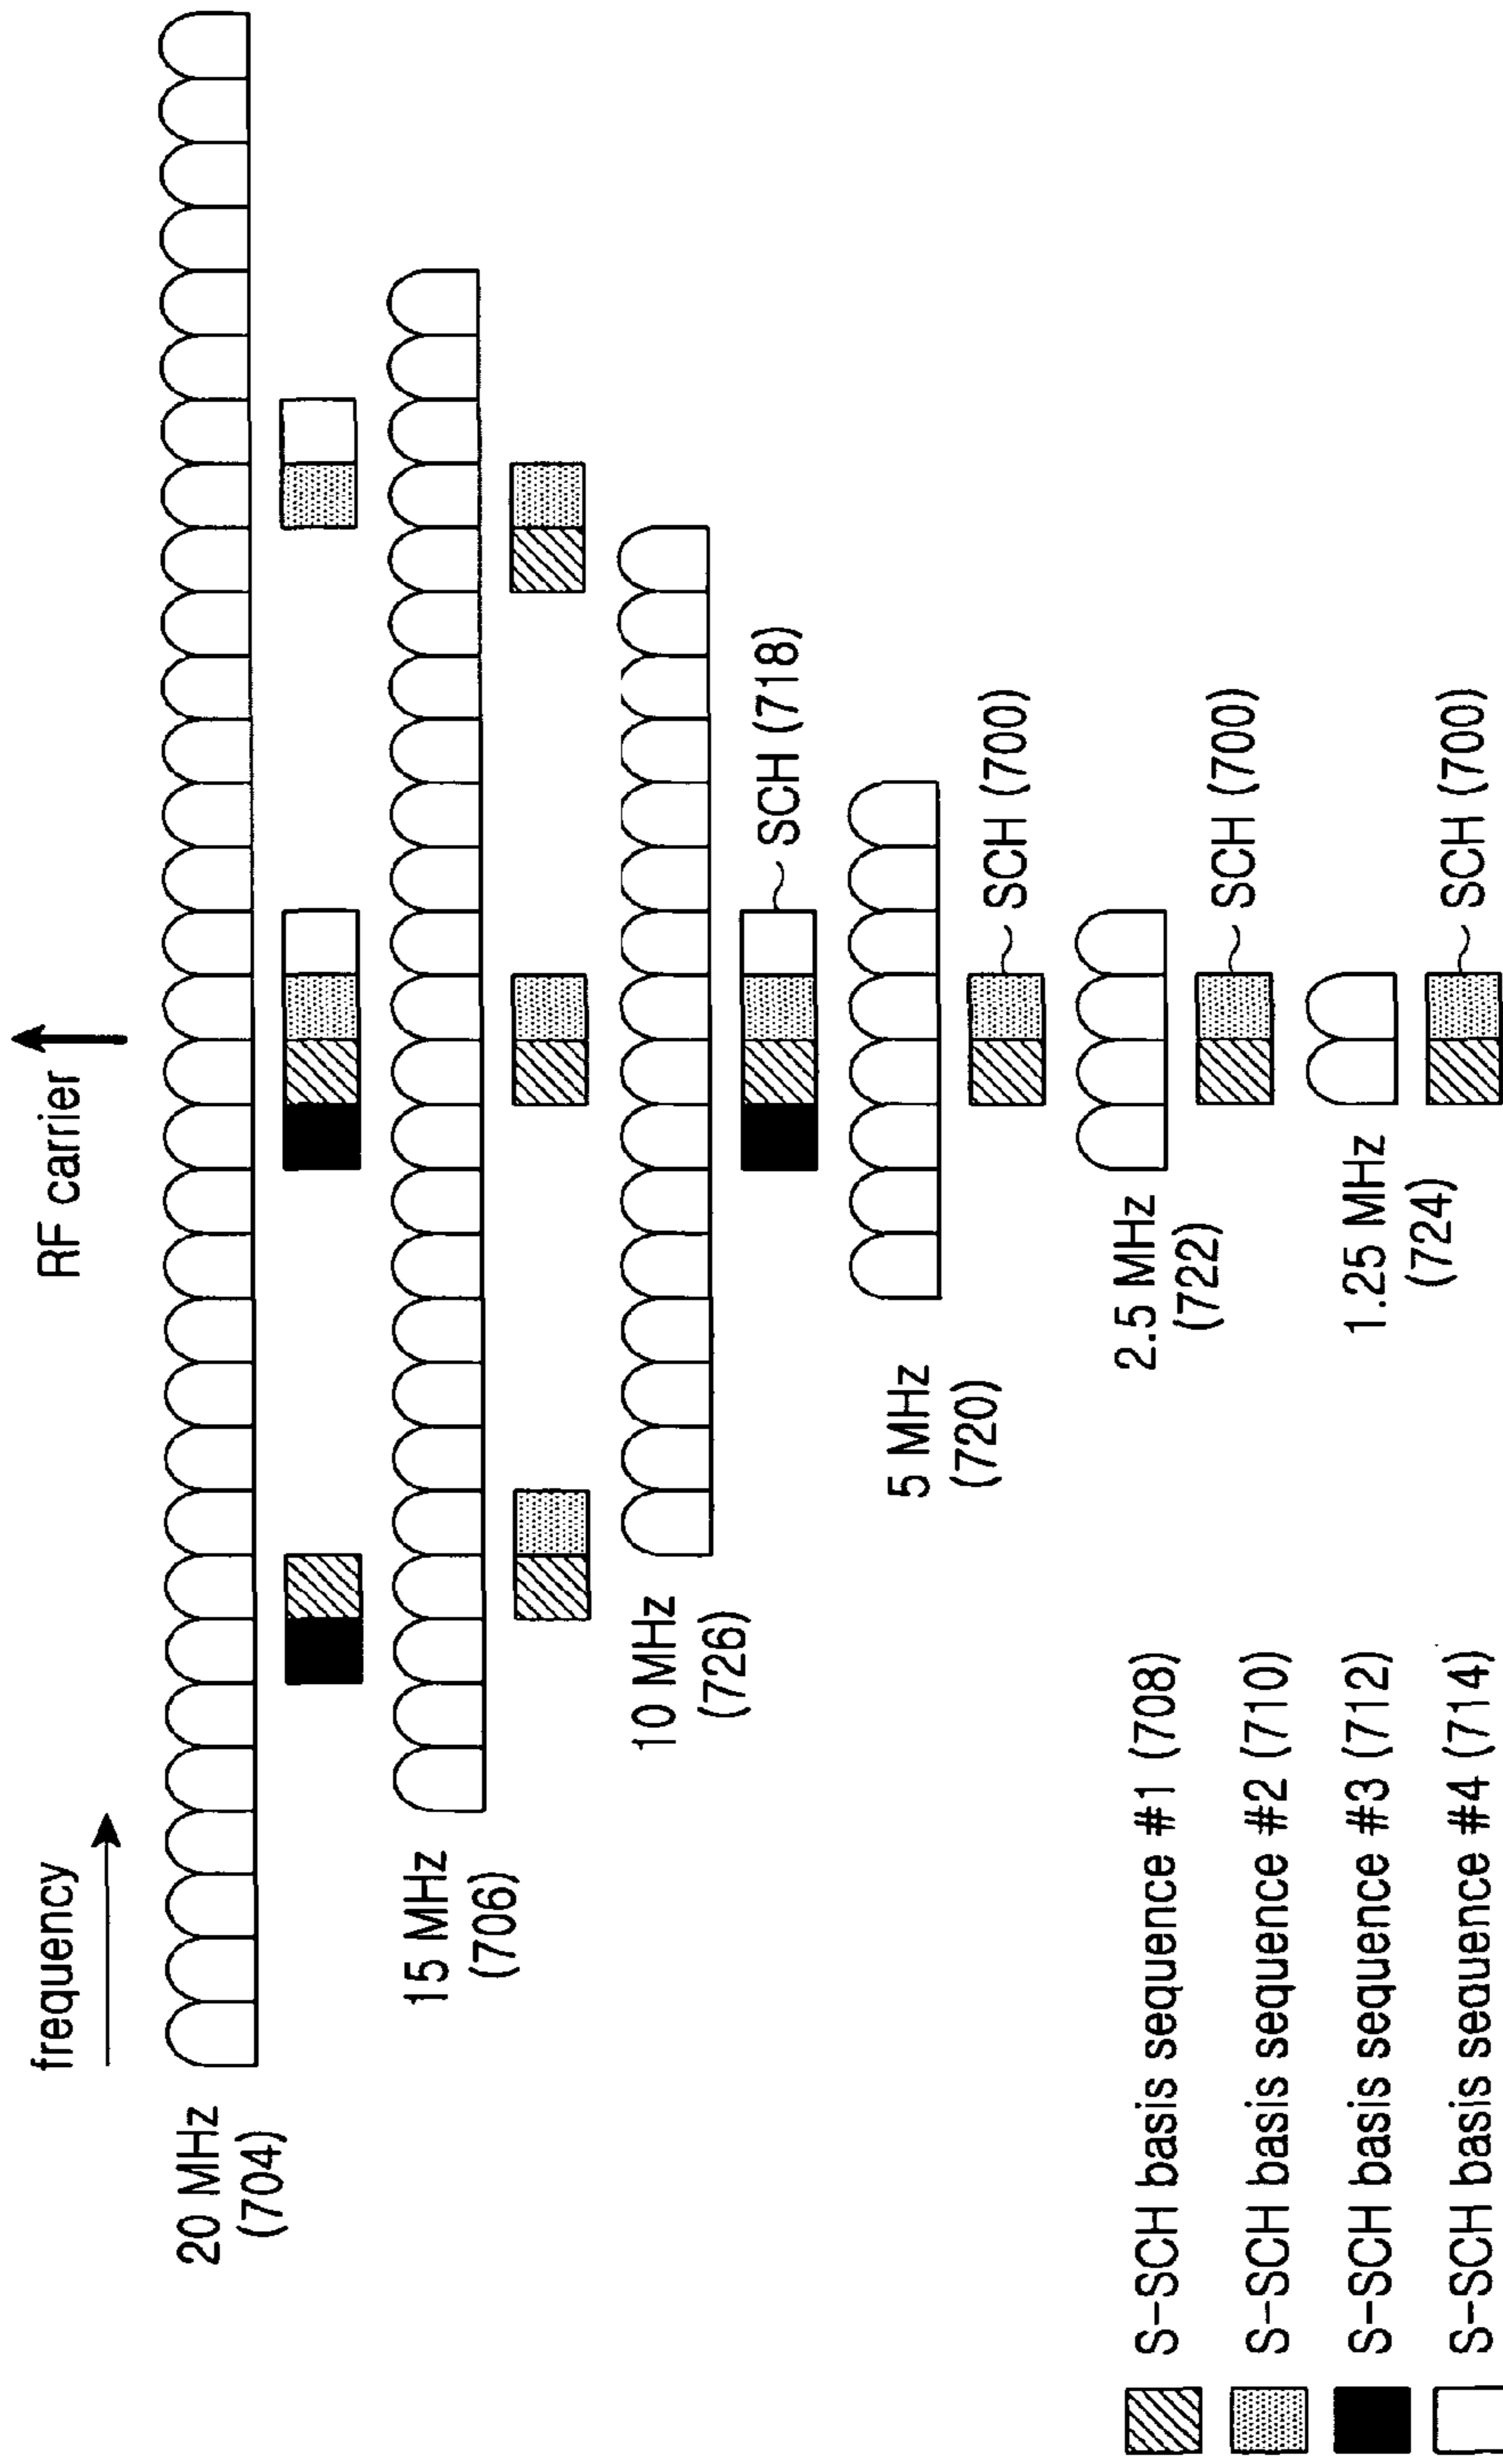 RF carrier
frequency
20 MHz
(704)
15 MHz
(706)
10 MHz
(726)
SCH (718)
5 MHz
(720)
SCH (700)
2.5 MHz
(722)
SCH (700)
1.25 MHz
(724)
SCH (700)
S-SCH basis sequence #1 (708)
S-SCH basis sequence #2 (710)
S-SCH basis sequence #3 (712)
S-SCH basis sequence #4 (714)